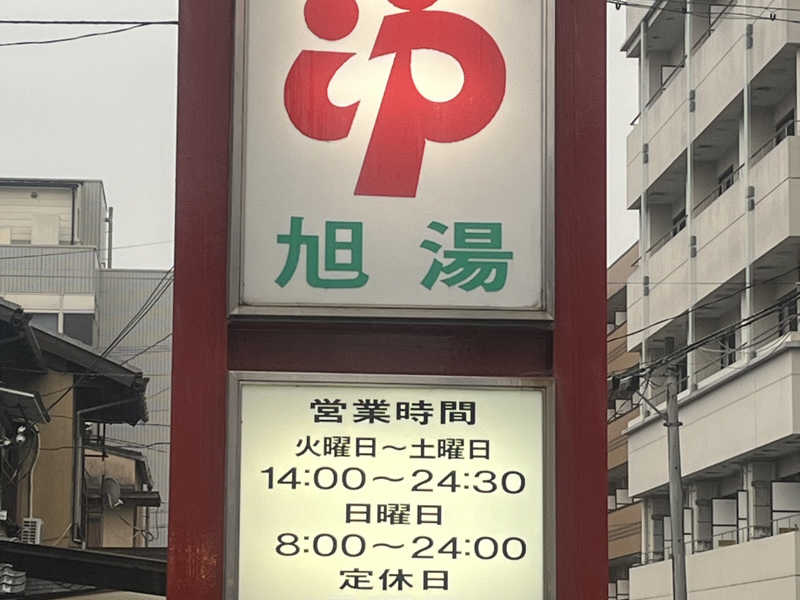 旭湯
営業時間
火曜日～土曜日
14:00～24:30
日曜日
8:00～24:00
定休日